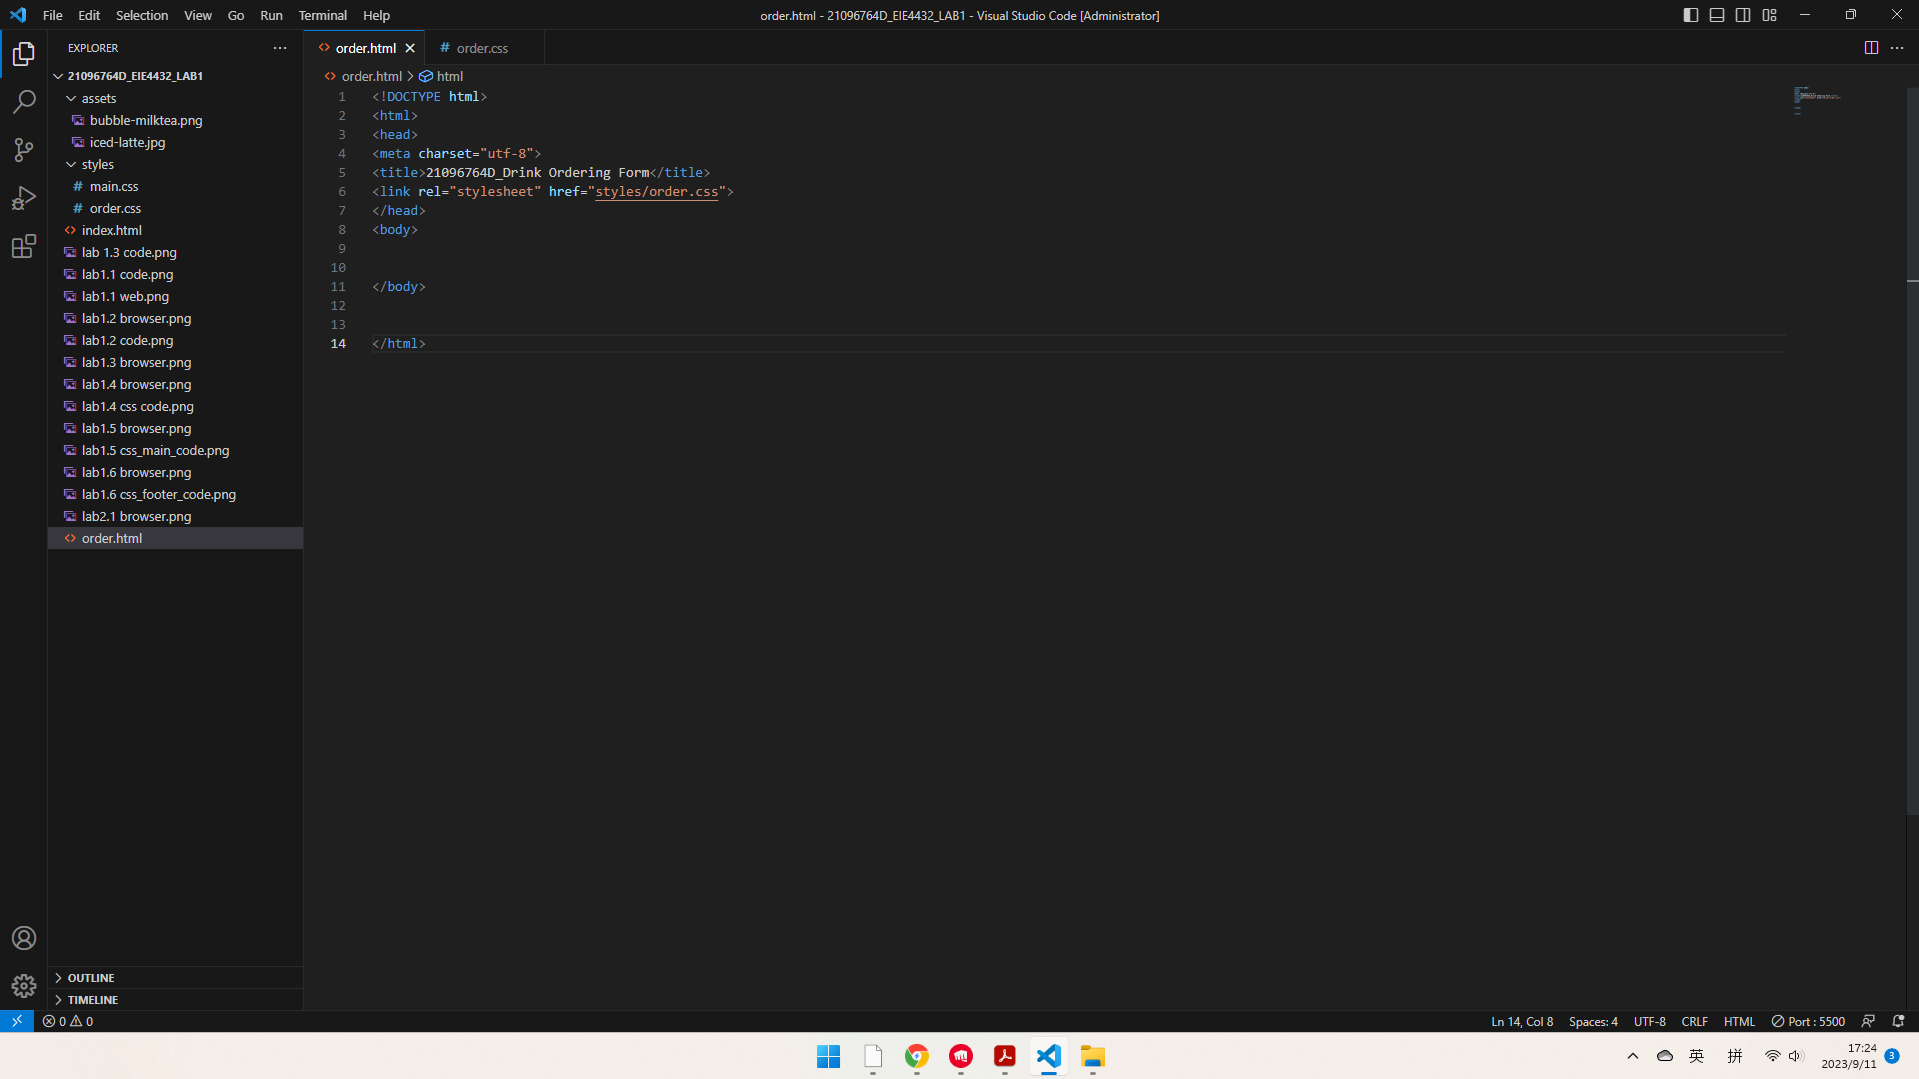 File Edit Selection View Go Run Terminal Help
order.html - 21096764D_EIE4432_LAB1 - Visual Studio Code [Administrator]
EXPLORER
order.html
# order.css
21096764D_EIE4432_LAB1
order.html > html
assets
bubble-milktea.png
iced-latte.jpg
styles
# main.css
# order.css
index.html
lab 1.3 code.png
lab1.1 code.png
lab1.1 web.png
lab1.2 browser.png
lab1.2 code.png
lab1.3 browser.png
lab1.4 browser.png
lab1.4 css code.png
lab1.5 browser.png
lab1.5 css_main_code.png
lab1.6 browser.png
lab1.6 css_footer_code.png
lab2.1 browser.png
order.html
1 <!DOCTYPE html>
2 <html>
3 <head>
4 <meta charset="utf-8">
5 <title>21096764D_Drink Ordering Form</title>
6 <link rel="stylesheet" href="styles/order.css">
7 </head>
8 <body>
9
10
11 </body>
12
13
14 </html>
OUTLINE
TIMELINE
0 0
Ln 14, Col 8 Spaces: 4 UTF-8 CRLF HTML Port : 5500
英 拼 17:24
2023/9/11 3